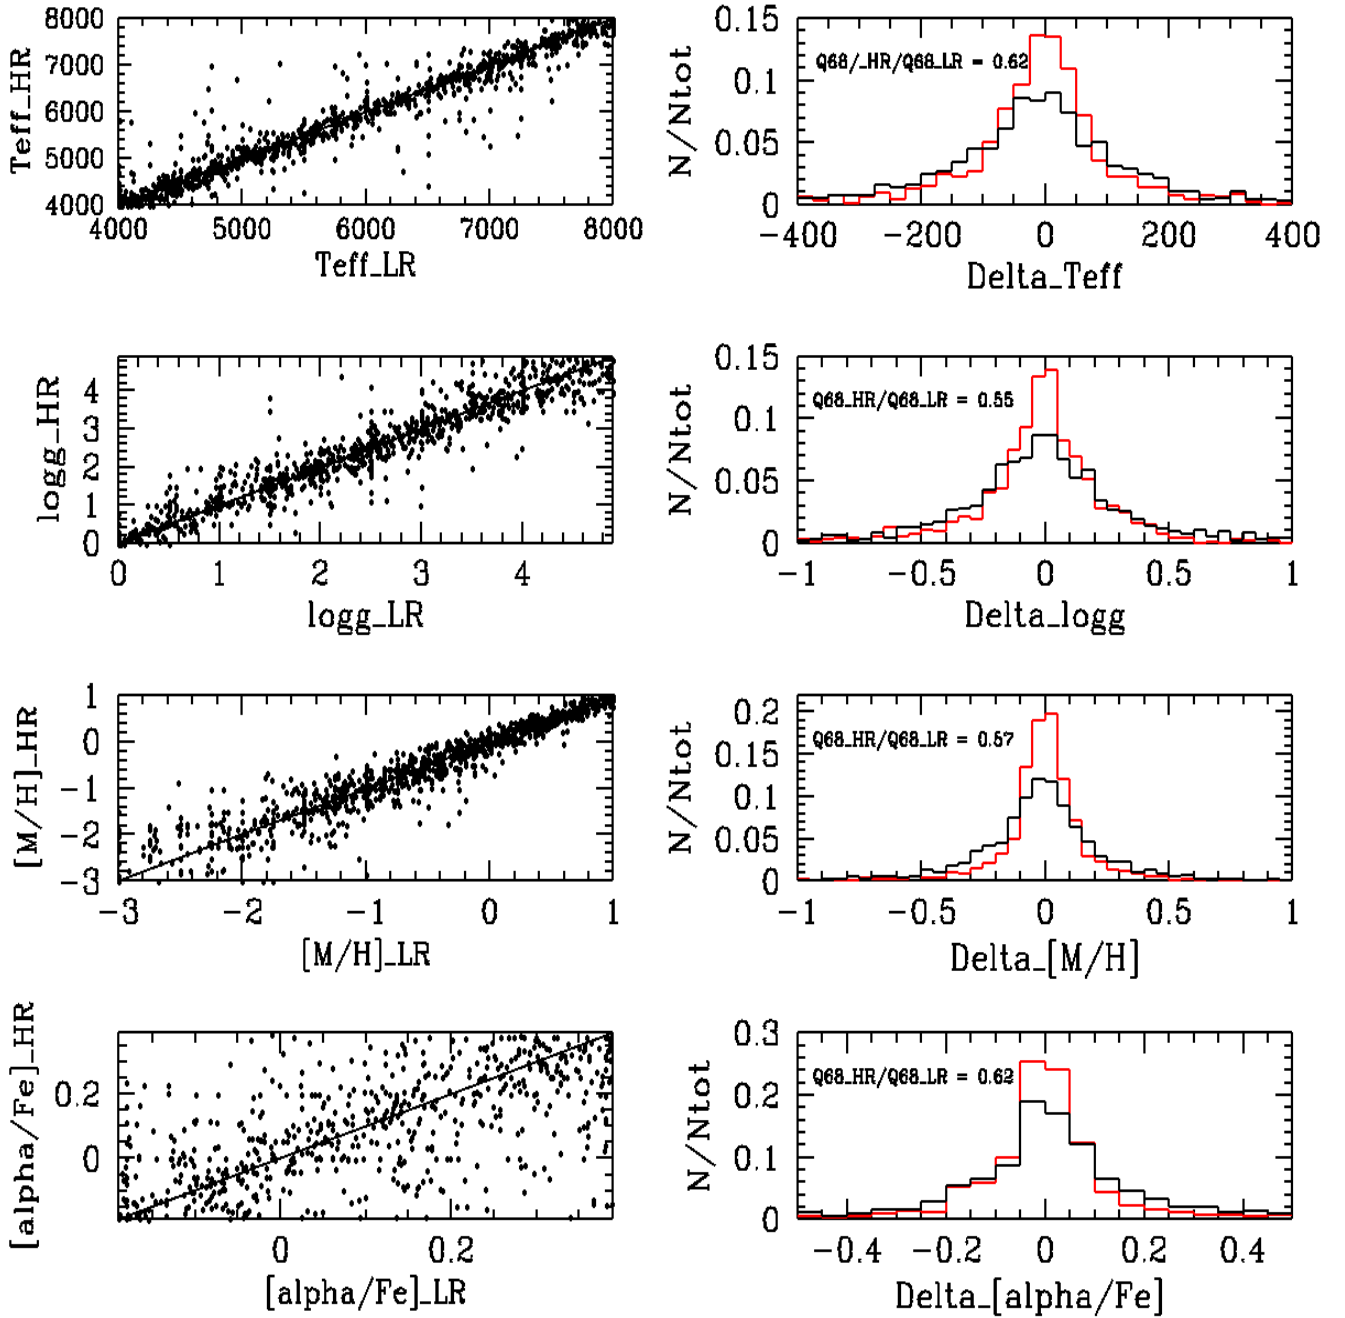 8000
7000
6000
5000
4000
Teff_HR
4000 5000 6000 7000 8000
Teff_LR
0.15
0.1
0.05
0
N/Ntot
Q68/_HR/Q68_LR = 0.62
-400 -200 0 200 400
Delta_Teff
4
3
2
1
0
logg_HR
0 1 2 3 4
logg_LR
0.15
0.1
0.05
0
N/Ntot
Q68_HR/Q68_LR = 0.55
-1 -0.5 0 0.5 1
Delta_logg
1
0
-1
-2
-3
[M/H]_HR
-3 -2 -1 0 1
[M/H]_LR
0.2
0.15
0.1
0.05
0
N/Ntot
Q68_HR/Q68_LR = 0.57
-1 -0.5 0 0.5 1
Delta_[M/H]
0.2
0
[alpha/Fe]_HR
0 0.2
[alpha/Fe]_LR
0.3
0.2
0.1
0
N/Ntot
Q68_HR/Q68_LR = 0.62
-0.4 -0.2 0 0.2 0.4
Delta_[alpha/Fe]